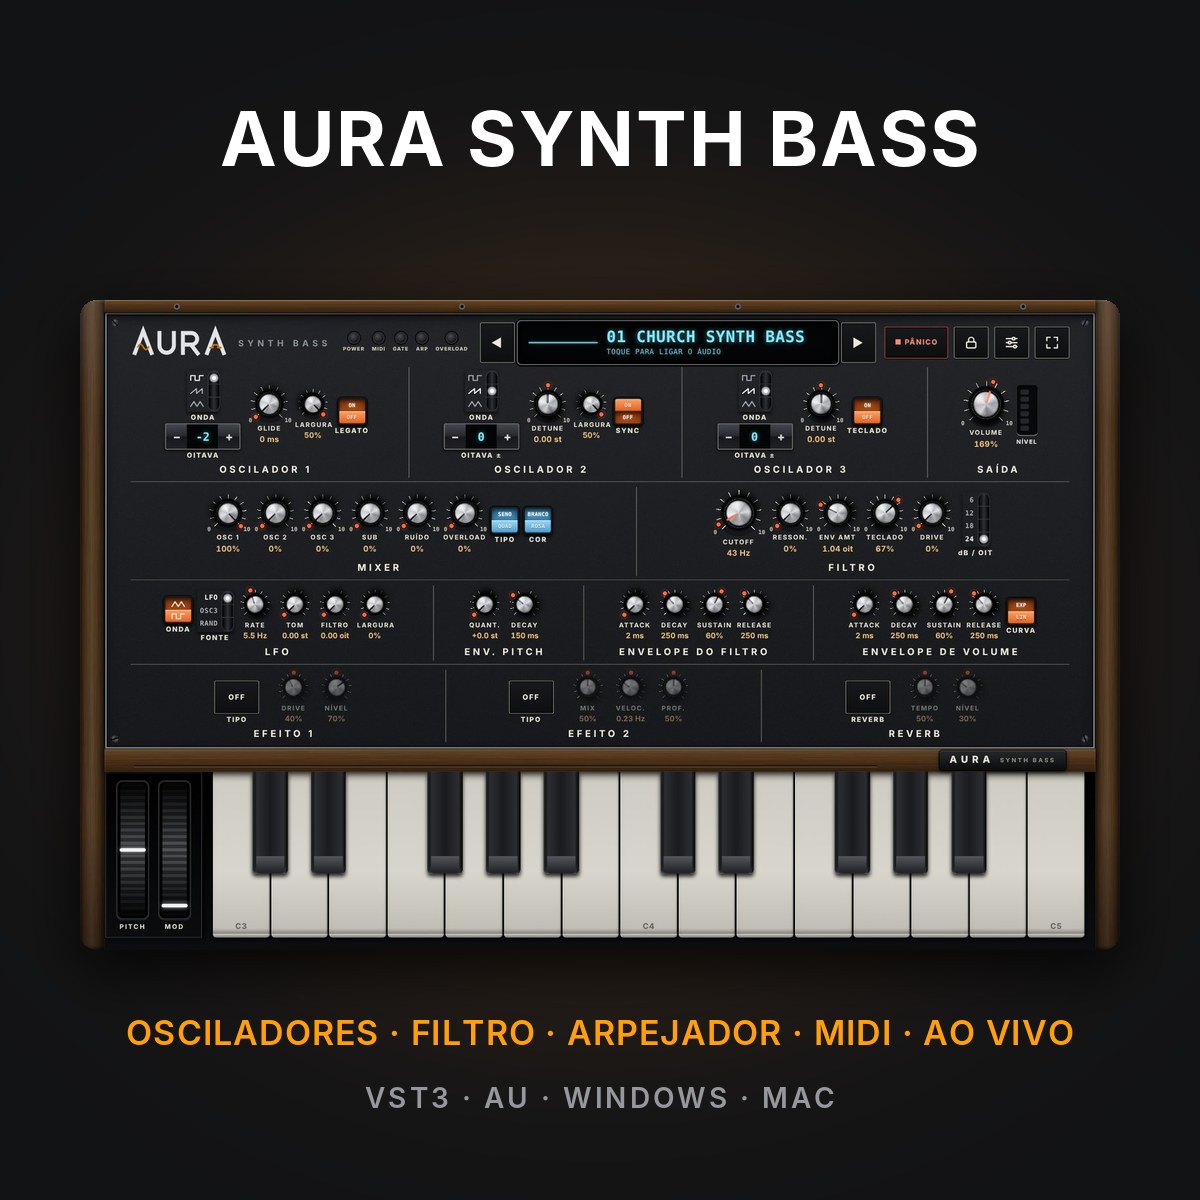 AURA SYNTH BASS
AURA SYNTH BASS
POWER MIDI GATE ARP OVERLOAD
01 CHURCH SYNTH BASS
TOQUE PARA LIGAR O ÁUDIO
PÂNICO
ONDA
GLIDE
0 ms
LARGURA
50%
ON
OFF
LEGATO
− -2 +
OITAVA
OSCILADOR 1
ONDA
DETUNE
0.00 st
LARGURA
50%
ON
OFF
SYNC
− 0 +
OITAVA ±
OSCILADOR 2
ONDA
DETUNE
0.00 st
ON
OFF
TECLADO
− 0 +
OITAVA ±
OSCILADOR 3
0 10
VOLUME
169%
NÍVEL
SAÍDA
OSC 1 OSC 2 OSC 3 SUB RUÍDO OVERLOAD
100% 0% 0% 0% 0% 0%
SENO
TIPO
BRANCO
ROSA
COR
MIXER
CUTOFF RESSON. ENV AMT TECLADO DRIVE
43 Hz 0% 1.04 oit 67% 0%
6
12
18
24
dB / OIT
FILTRO
ONDA
LFO
OSC3
RAND
FONTE
RATE TOM FILTRO LARGURA
5.5 Hz 0.00 st 0.00 oit 0%
LFO
QUANT. DECAY
+0.0 st 150 ms
ENV. PITCH
ATTACK DECAY SUSTAIN RELEASE
2 ms 250 ms 60% 250 ms
ENVELOPE DO FILTRO
ATTACK DECAY SUSTAIN RELEASE
2 ms 250 ms 60% 250 ms
EXP
LIN
CURVA
ENVELOPE DE VOLUME
OFF
TIPO
DRIVE NÍVEL
40% 70%
EFEITO 1
OFF
TIPO
MIX VELOC. PROF.
50% 0.23 Hz 50%
EFEITO 2
OFF
REVERB
TEMPO NÍVEL
50% 30%
REVERB
AURA SYNTH BASS
PITCH MOD
C3 C4 C5
OSCILADORES · FILTRO · ARPEJADOR · MIDI · AO VIVO
VST3 · AU · WINDOWS · MAC